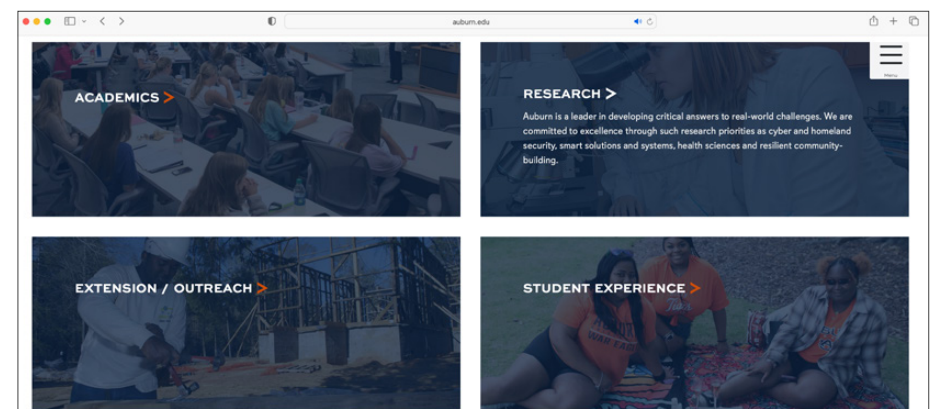 auburn.edu
Menu
ACADEMICS >
RESEARCH >
Auburn is a leader in developing critical answers to real-world challenges. We are
committed to excellence through such research priorities as cyber and homeland
security, smart solutions and systems, health sciences and resilient community-
building.
EXTENSION / OUTREACH >
STUDENT EXPERIENCE >
WAR EAGLE